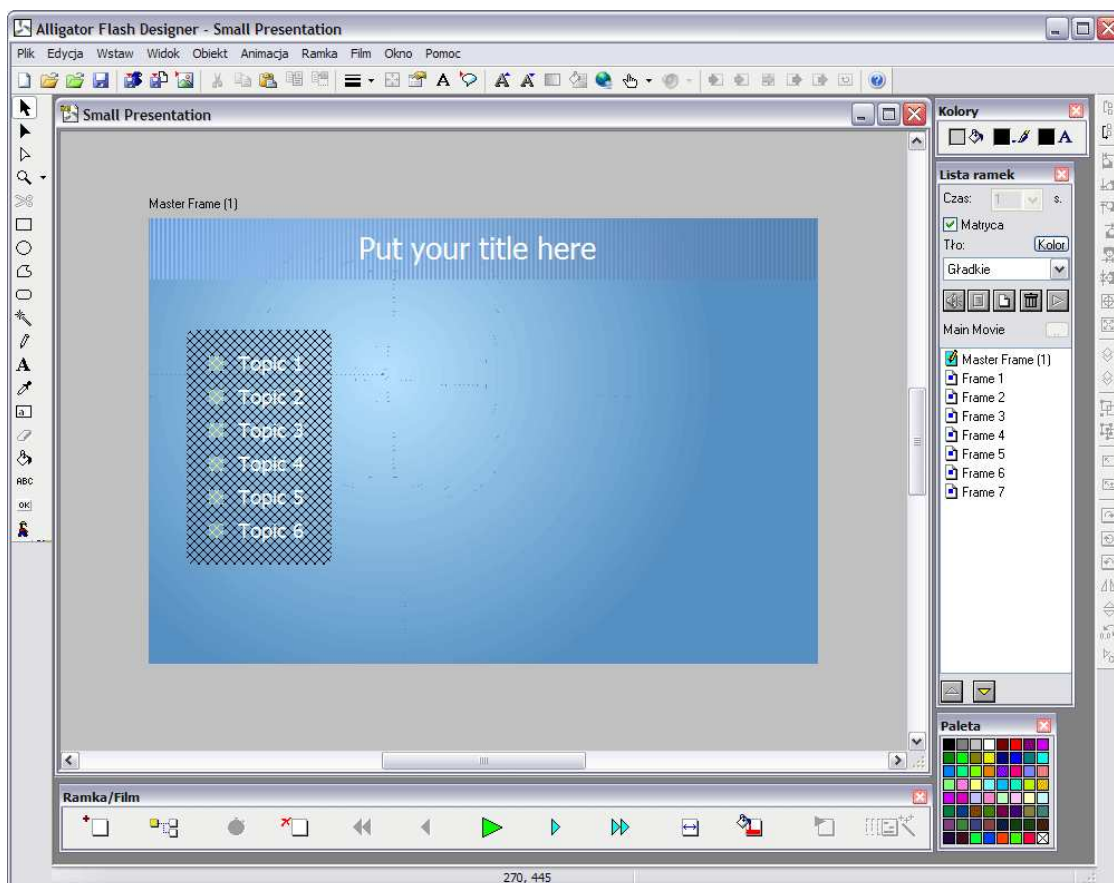 Alligator Flash Designer - Small Presentation
Plik Edycja Wstaw Widok Obiekt Animacja Ramka Film Okno Pomoc
Small Presentation
Master Frame (1)
Put your title here
Topic 1
Topic 2
Topic 3
Topic 4
Topic 5
Topic 6
A
ABC
OK
Kolory
A
Lista ramek
Czas: 1 s.
Matryca
Tło: Kolor
Gładkie
Main Movie ...
Master Frame (1)
Frame 1
Frame 2
Frame 3
Frame 4
Frame 5
Frame 6
Frame 7
Paleta
Ramka/Film
270, 445